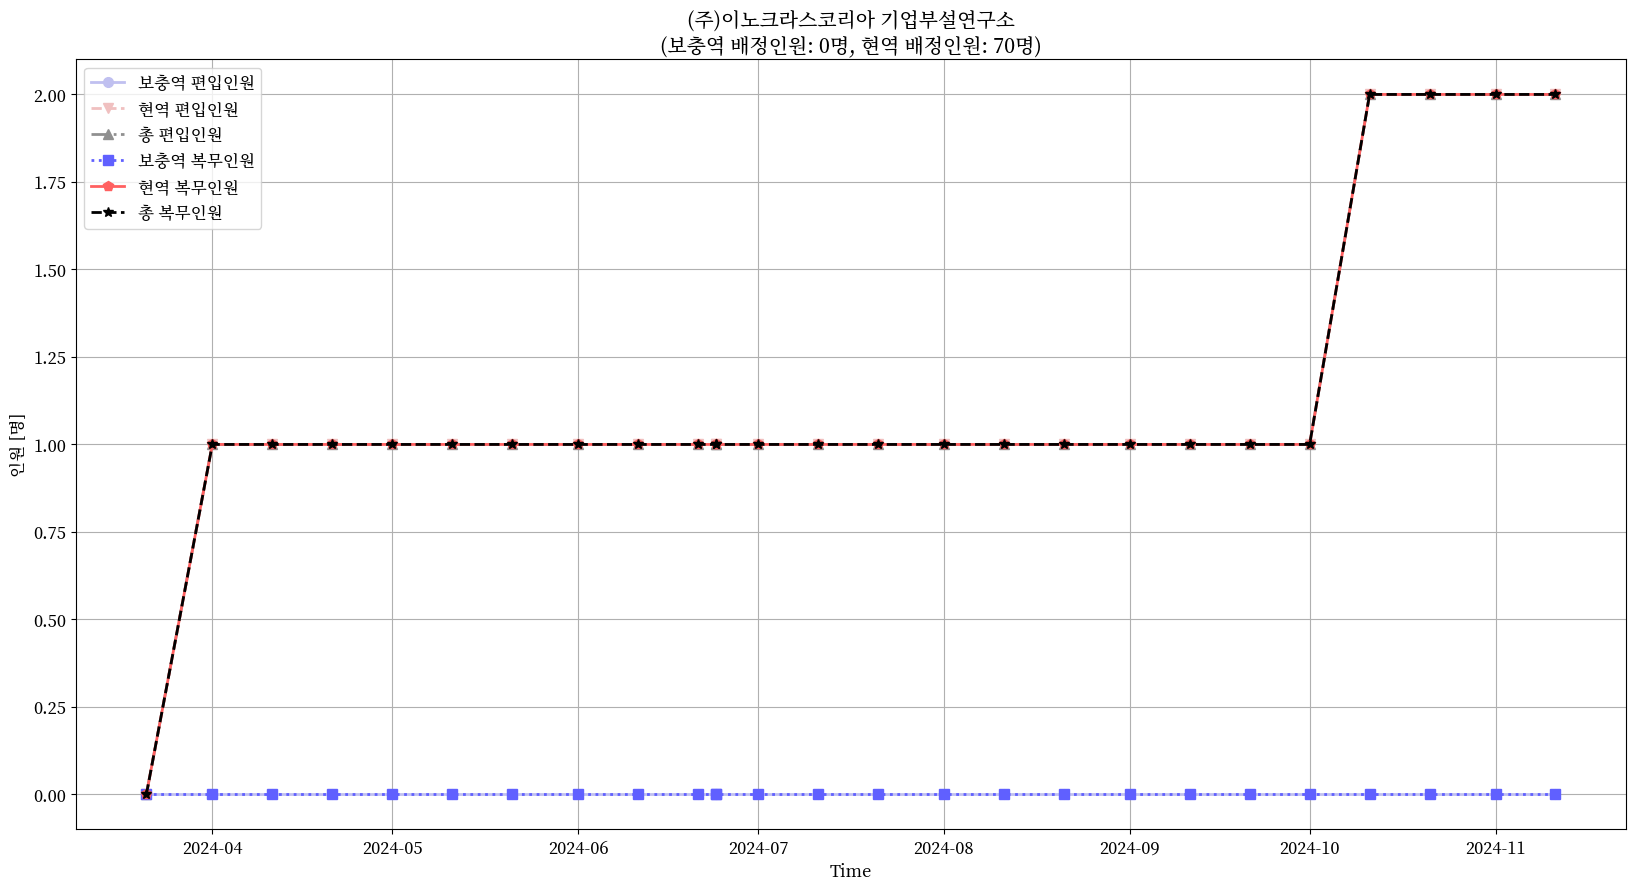 (주)이노크라스코리아 기업부설연구소
(보충역 배정인원: 0명, 현역 배정인원: 70명)
보충역 편입인원
현역 편입인원
총 편입인원
보충역 복무인원
현역 복무인원
총 복무인원
2.00
1.75
1.50
1.25
1.00
0.75
0.50
0.25
0.00
인원 [명]
2024-04
2024-05
2024-06
2024-07
2024-08
2024-09
2024-10
2024-11
Time